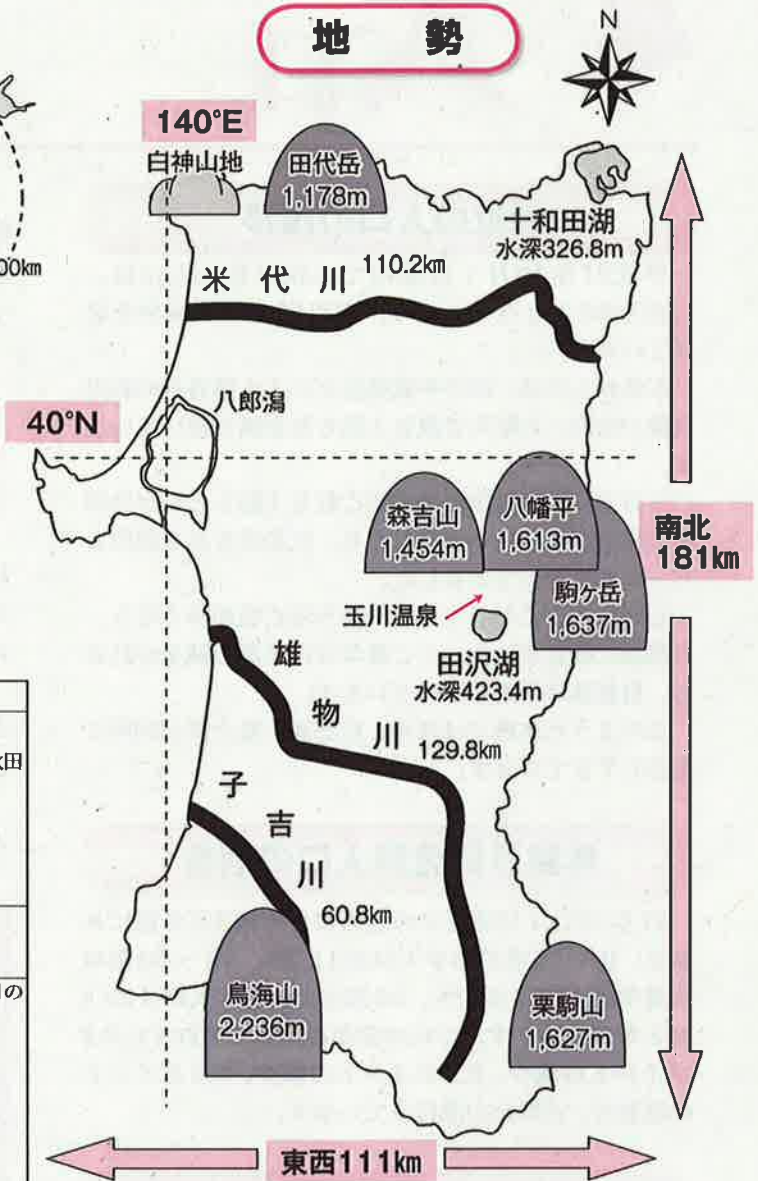 地 勢
N
140°E
白神山地
田代岳
1,178m
十和田湖
水深326.8m
00km
米代川 110.2km
八郎潟
40°N
森吉山
1,454m
八幡平
1,613m
南北
181km
駒ヶ岳
1,637m
玉川温泉
田沢湖
水深423.4m
雄物川 129.8km
田
子吉川
60.8km
の
鳥海山
2,236m
栗駒山
1,627m
東西111km